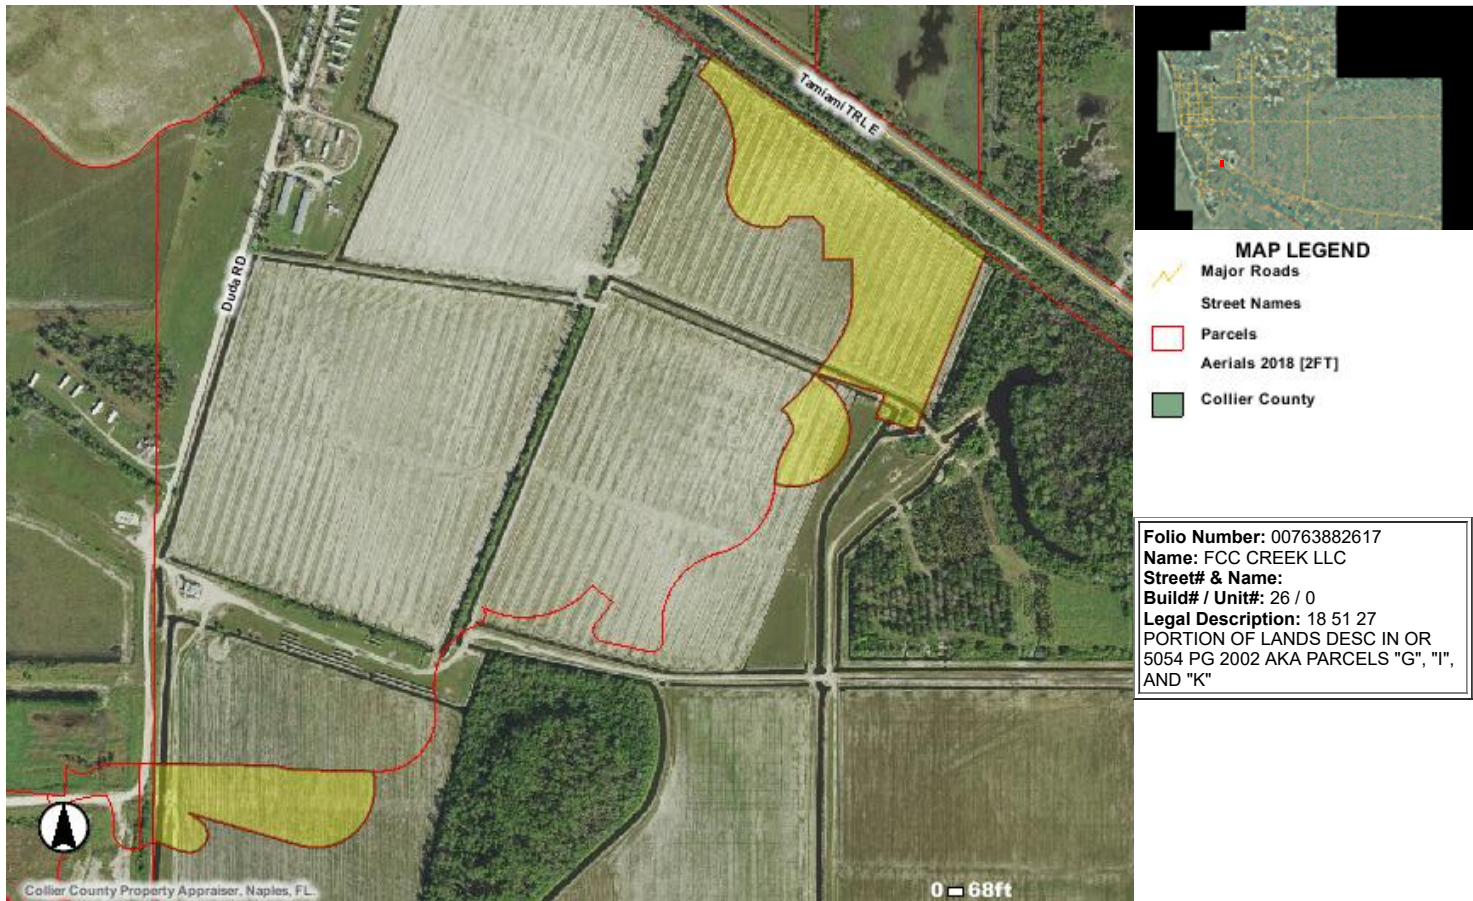 Tamiami TRL E
Duda RD
Collier County Property Appraiser, Naples, FL.
0 68ft
MAP LEGEND
Major Roads
Street Names
Parcels
Aerials 2018 [2FT]
Collier County
Folio Number: 00763882617
Name: FCC CREEK LLC
Street# & Name:
Build# / Unit#: 26 / 0
Legal Description: 18 51 27
PORTION OF LANDS DESC IN OR
5054 PG 2002 AKA PARCELS "G", "I",
AND "K"